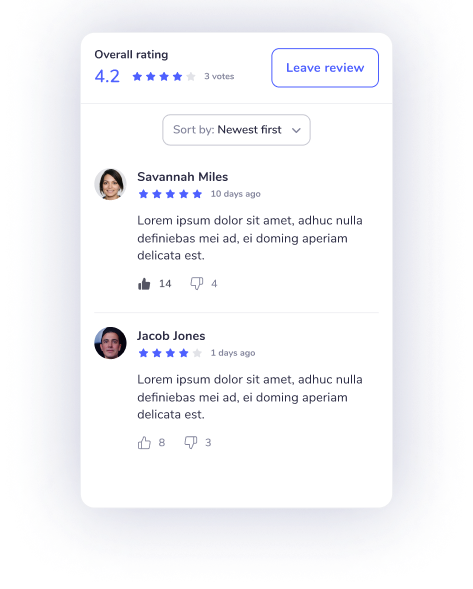 Overall rating
4.2 3 votes
Leave review
Sort by: Newest first
Savannah Miles
10 days ago
Lorem ipsum dolor sit amet, adhuc nulla
definiebas mei ad, ei doming aperiam
delicata est.
14 4
Jacob Jones
1 days ago
Lorem ipsum dolor sit amet, adhuc nulla
definiebas mei ad, ei doming aperiam
delicata est.
8 3